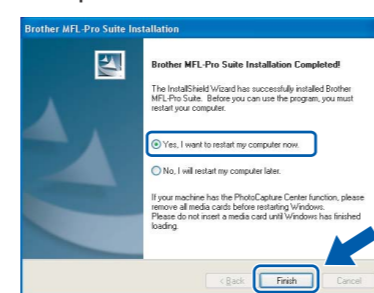 Brother MFL-Pro Suite Installation
Brother MFL-Pro Suite Installation Completed!
The InstallShield Wizard has successfully installed Brother
MFL-Pro Suite. Before you can use the program, you must
restart your computer.
Yes, I want to restart my computer now.
No, I will restart my computer later.
If your machine has the PhotoCapture Center function, please
remove all media cards before restarting Windows.
Please do not insert a media card until Windows has finished
loading.
< Back Finish Cancel